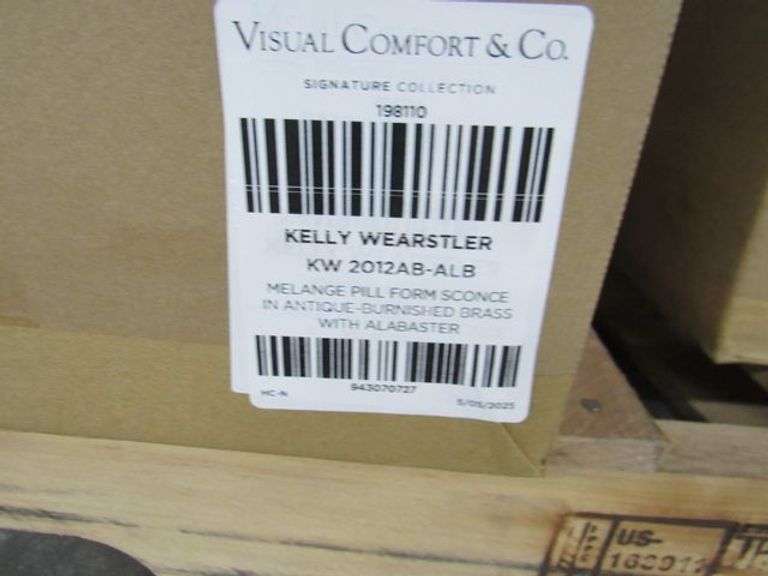 VISUAL COMFORT & CO.
SIGNATURE COLLECTION
198110
KELLY WEARSTLER
KW 2012AB-ALB
MELANGE PILL FORM SCONCE
IN ANTIQUE-BURNISHED BRASS
WITH ALABASTER
943070727
HC-N
5/05/2025
US-